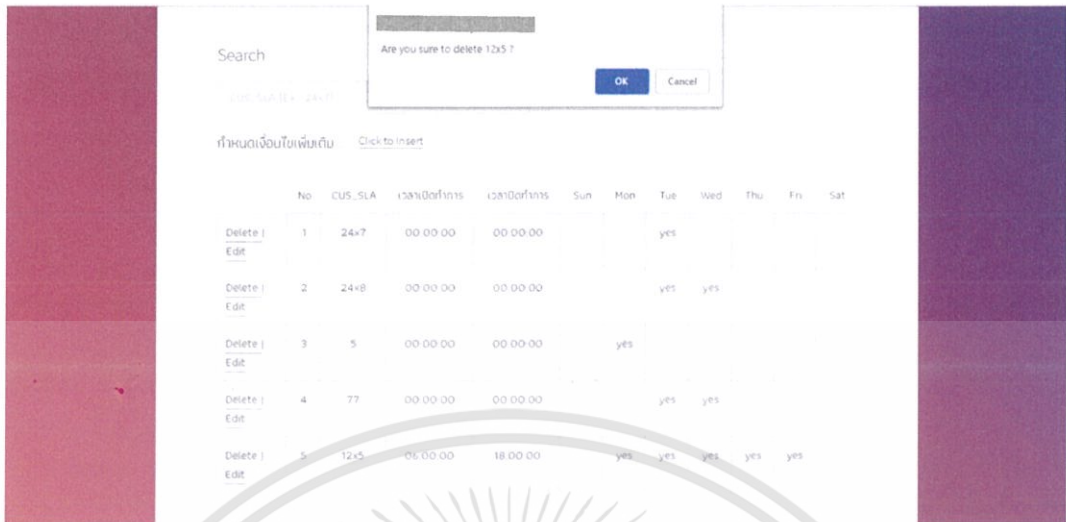 Are you sure to delete 12x5 ?
OK Cancel
Search
CUS_SLA
กำหนดเงื่อนไขเพิ่มเติม Click to Insert
No CUS_SLA เวลาเปิดทำการ เวลาปิดทำการ Sun Mon Tue Wed Thu Fri Sat
Delete | 1 24x7 00:00:00 00:00:00 yes
Edit
Delete | 2 24x8 00:00:00 00:00:00 yes yes
Edit
Delete | 3 5 00:00:00 00:00:00 yes
Edit
Delete | 4 77 00:00:00 00:00:00 yes yes
Edit
Delete | 5 12x5 06:00:00 18:00:00 yes yes yes yes yes
Edit